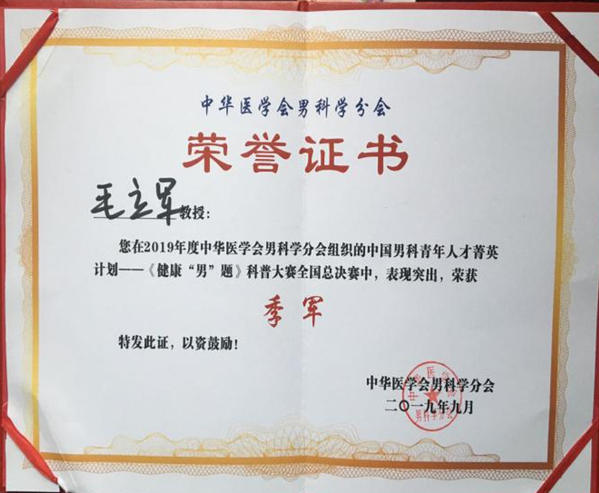 中华医学会男科学分会
荣誉证书
毛立军教授：
您在2019年度中华医学会男科学分会组织的中国男科青年人才菁英
计划——《健康“男”题》科普大赛全国总决赛中，表现突出，荣获
季军
特发此证，以资鼓励！
中华医学会男科学分会
二〇一九年九月